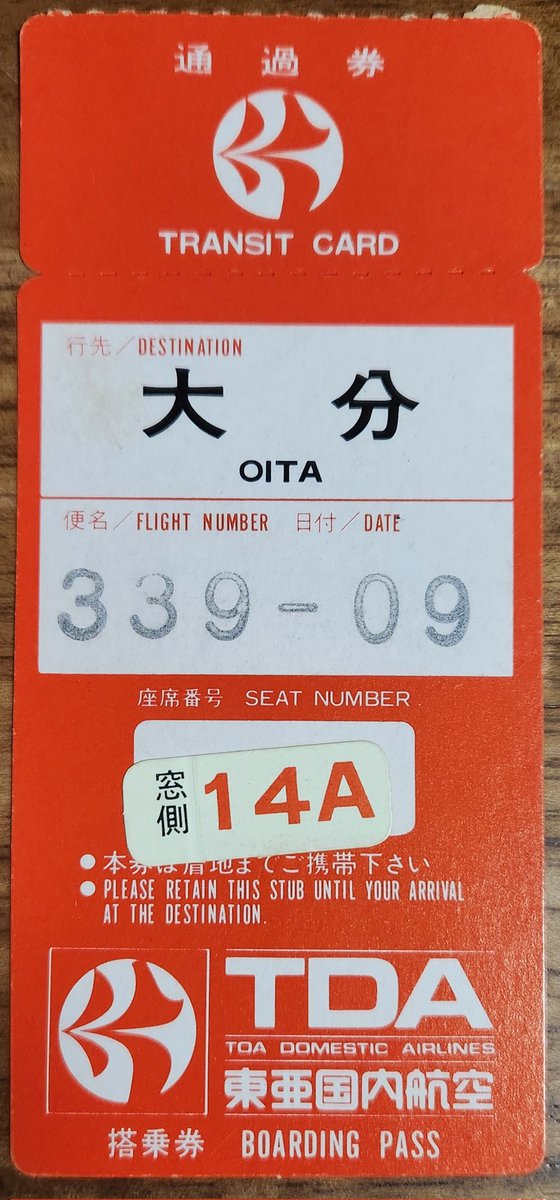 通過券
TRANSIT CARD
行先／DESTINATION
大分
OITA
便名／FLIGHT NUMBER 日付／DATE
339-09
座席番号 SEAT NUMBER
窓側 14A
●本券は着地までご携帯下さい
●PLEASE RETAIN THIS STUB UNTIL YOUR ARRIVAL
AT THE DESTINATION.
TDA
TOA DOMESTIC AIRLINES
東亜国内航空
搭乗券 BOARDING PASS